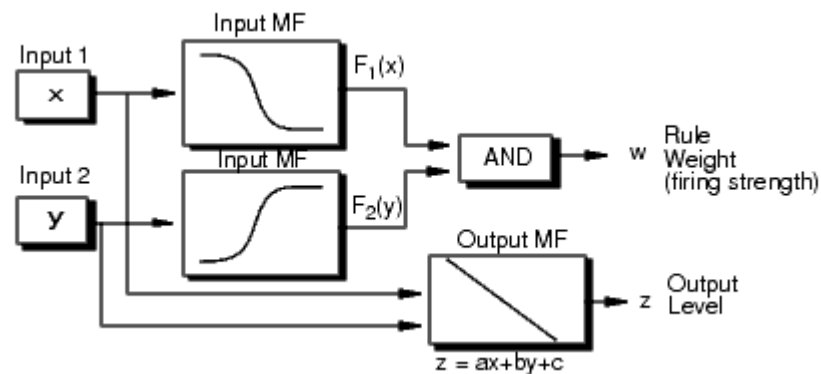 Input MF
Input 1
x
F₁(x)
AND
w
Rule
Weight
(firing strength)
Input MF
Input 2
y
F₂(y)
Output MF
z
Output
Level
z = ax+by+c